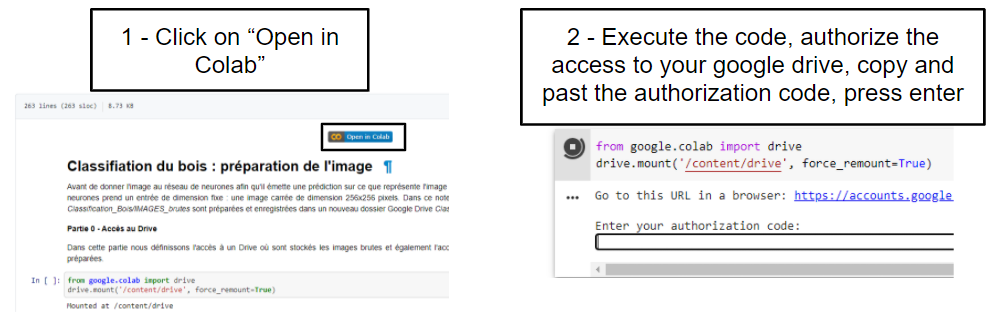 1 - Click on “Open in
Colab”
263 lines (263 sloc) 8.73 KB
Open in Colab
Classifiation du bois : préparation de l'image ¶
Avant de donner l'image au réseau de neurones afin qu'il émette une prédiction sur ce que représente l'image
neurones prend un entrée de dimension fixe : une image carrée de dimension 256x256 pixels. Dans ce note
Classification_Bois/IMAGES_brutes sont préparées et enregistrées dans un nouveau dossier Google Drive Clas
Partie 0 - Accès au Drive
Dans cette partie nous définissons l'accès à un Drive où sont stockés les images brutes et également l'acc
préparées.
In [ ]: from google.colab import drive
drive.mount('/content/drive', force_remount=True)
Mounted at /content/drive
2 - Execute the code, authorize the
access to your google drive, copy and
past the authorization code, press enter
from google.colab import drive
drive.mount('/content/drive', force_remount=True)
Go to this URL in a browser: https://accounts.google
Enter your authorization code: